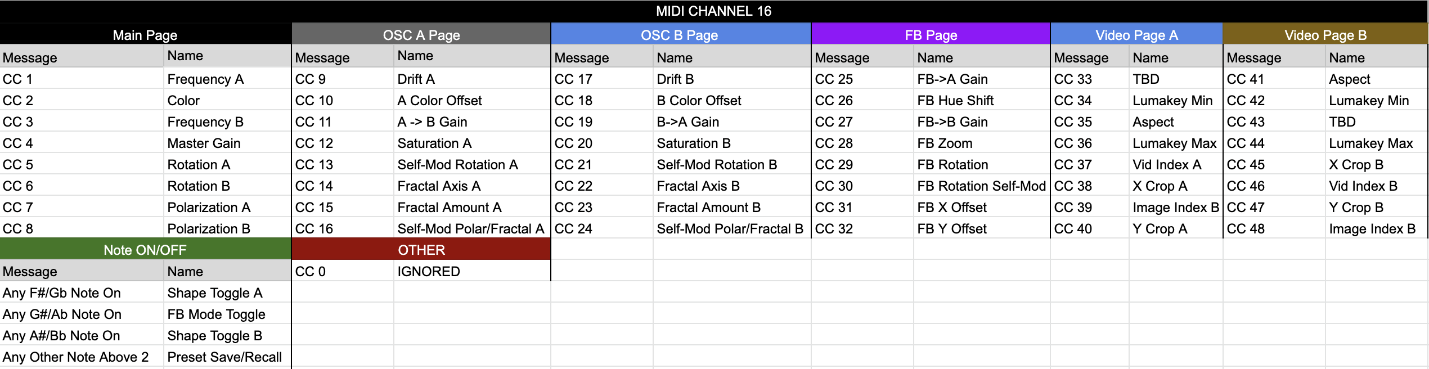 MIDI CHANNEL 16
Main Page OSC A Page OSC B Page FB Page Video Page A Video Page B
Message Name Message Name Message Name Message Name Message Name Message Name
CC 1 Frequency A CC 9 Drift A CC 17 Drift B CC 25 FB->A Gain CC 33 TBD CC 41 Aspect
CC 2 Color CC 10 A Color Offset CC 18 B Color Offset CC 26 FB Hue Shift CC 34 Lumakey Min CC 42 Lumakey Min
CC 3 Frequency B CC 11 A -> B Gain CC 19 B->A Gain CC 27 FB->B Gain CC 35 Aspect CC 43 TBD
CC 4 Master Gain CC 12 Saturation A CC 20 Saturation B CC 28 FB Zoom CC 36 Lumakey Max CC 44 Lumakey Max
CC 5 Rotation A CC 13 Self-Mod Rotation A CC 21 Self-Mod Rotation B CC 29 FB Rotation CC 37 Vid Index A CC 45 X Crop B
CC 6 Rotation B CC 14 Fractal Axis A CC 22 Fractal Axis B CC 30 FB Rotation Self-Mod CC 38 X Crop A CC 46 Vid Index B
CC 7 Polarization A CC 15 Fractal Amount A CC 23 Fractal Amount B CC 31 FB X Offset CC 39 Image Index B CC 47 Y Crop B
CC 8 Polarization B CC 16 Self-Mod Polar/Fractal A CC 24 Self-Mod Polar/Fractal B CC 32 FB Y Offset CC 40 Y Crop A CC 48 Image Index B
Note ON/OFF OTHER
Message Name CC 0 IGNORED
Any F#/Gb Note On Shape Toggle A
Any G#/Ab Note On FB Mode Toggle
Any A#/Bb Note On Shape Toggle B
Any Other Note Above 2 Preset Save/Recall